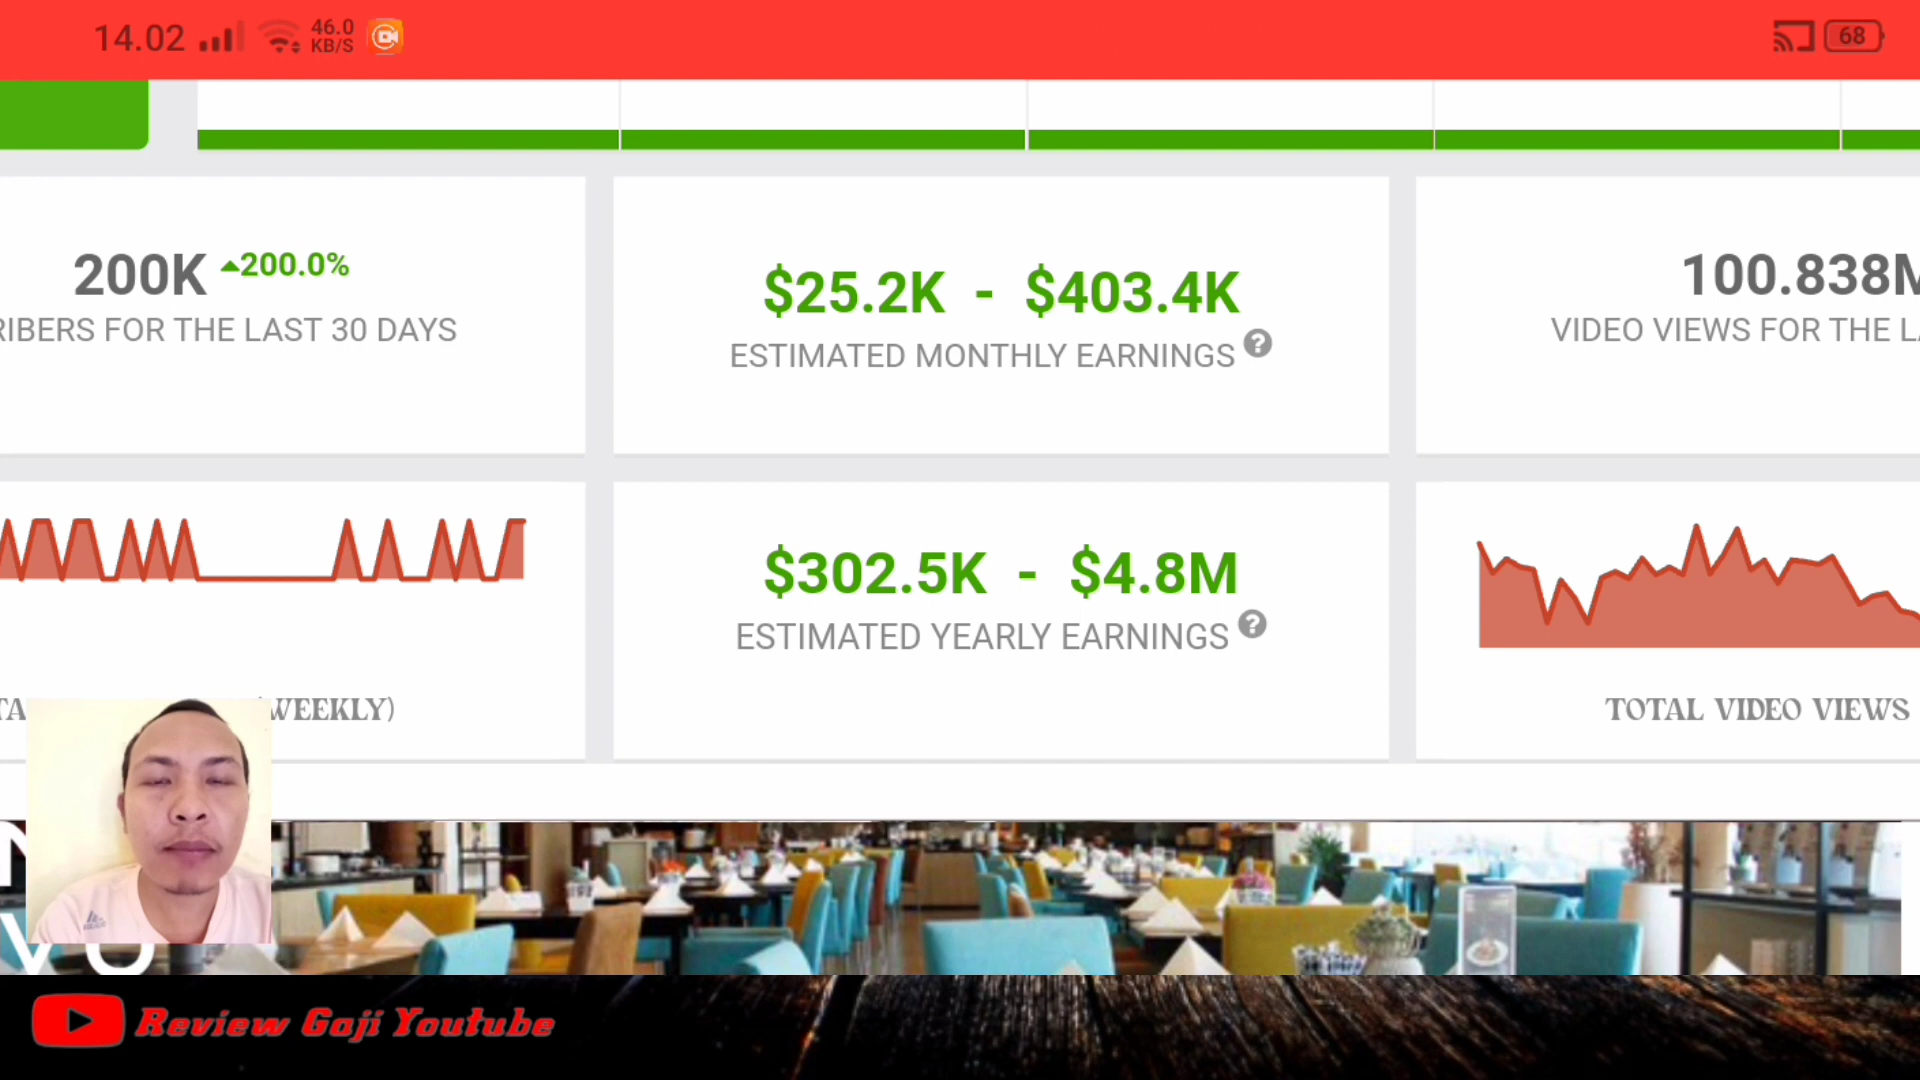 14.02
46.0
KB/S
68
200K
200.0%
RIBERS FOR THE LAST 30 DAYS
$25.2K - $403.4K
ESTIMATED MONTHLY EARNINGS ?
100.838M
VIDEO VIEWS FOR THE LA
$302.5K - $4.8M
ESTIMATED YEARLY EARNINGS ?
TA
(WEEKLY)
TOTAL VIDEO VIEWS
N
VO
Review Gaji Youtube